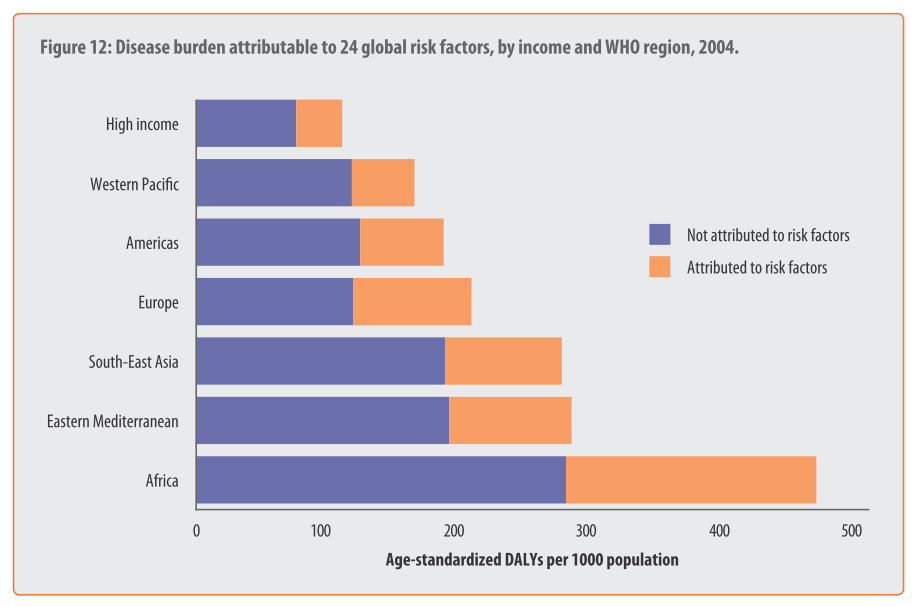 Figure 12: Disease burden attributable to 24 global risk factors, by income and WHO region, 2004.
High income
Western Pacific
Americas
Europe
South-East Asia
Eastern Mediterranean
Africa
Not attributed to risk factors
Attributed to risk factors
0 100 200 300 400 500
Age-standardized DALYs per 1000 population